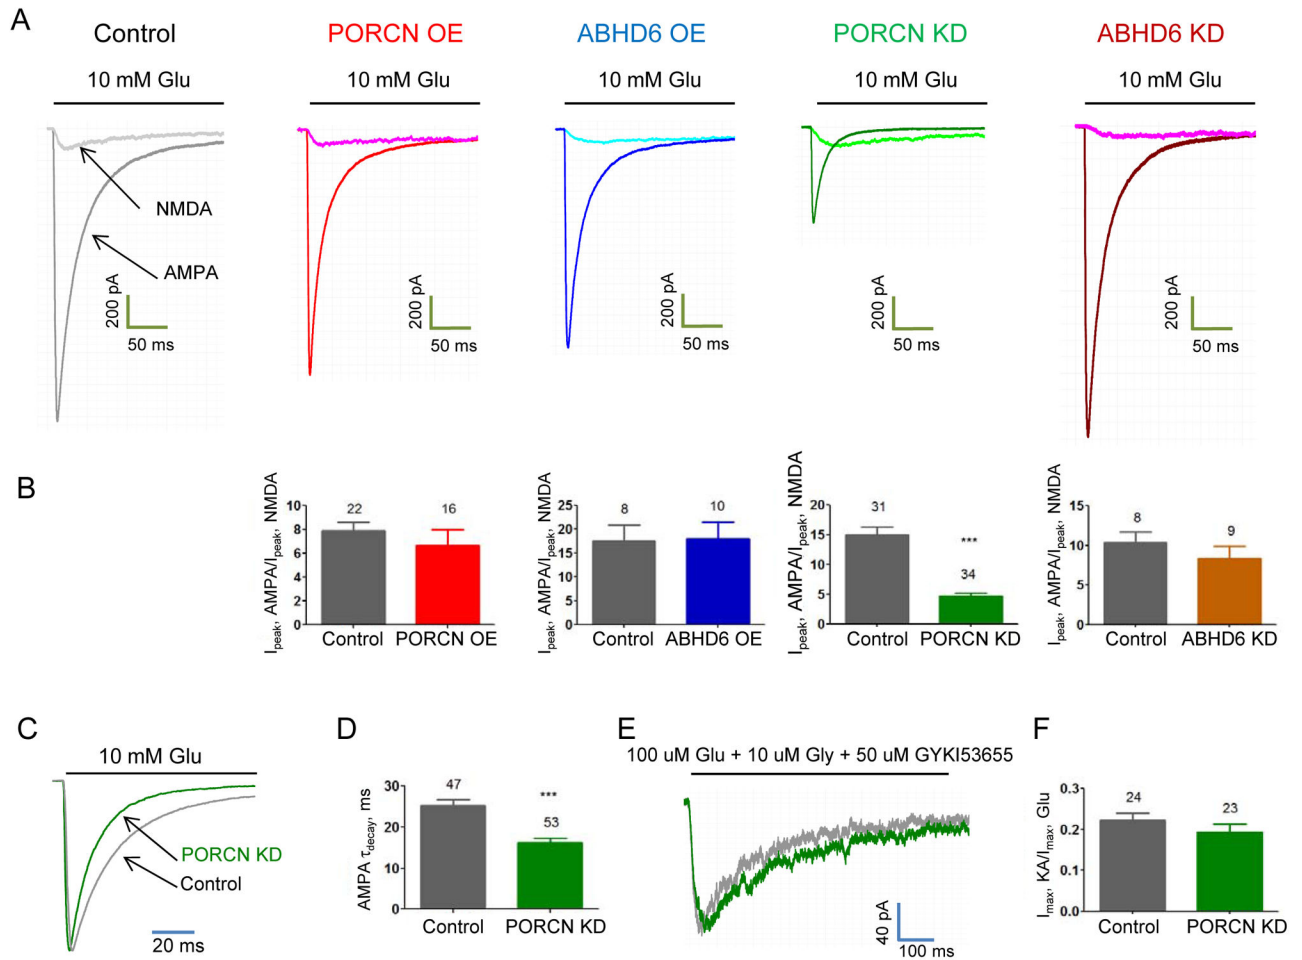 A
Control
PORCN OE
ABHD6 OE
PORCN KD
ABHD6 KD
10 mM Glu
10 mM Glu
10 mM Glu
10 mM Glu
10 mM Glu
NMDA
AMPA
200 pA
50 ms
200 pA
50 ms
200 pA
50 ms
200 pA
50 ms
200 pA
50 ms
B
Ipeak, AMPA/Ipeak, NMDA
10
8
6
4
2
0
22
16
Control
PORCN OE
Ipeak, AMPA/Ipeak, NMDA
25
20
15
10
5
0
8
10
Control
ABHD6 OE
Ipeak, AMPA/Ipeak, NMDA
20
15
10
5
0
31
***
34
Control
PORCN KD
Ipeak, AMPA/Ipeak, NMDA
15
10
5
0
8
9
Control
ABHD6 KD
C
10 mM Glu
PORCN KD
Control
20 ms
D
AMPA τdecay, ms
30
20
10
0
47
***
53
Control
PORCN KD
E
100 uM Glu + 10 uM Gly + 50 uM GYKI53655
40 pA
100 ms
F
Imax, KA/Imax, Glu
0.3
0.2
0.1
0.0
24
23
Control
PORCN KD